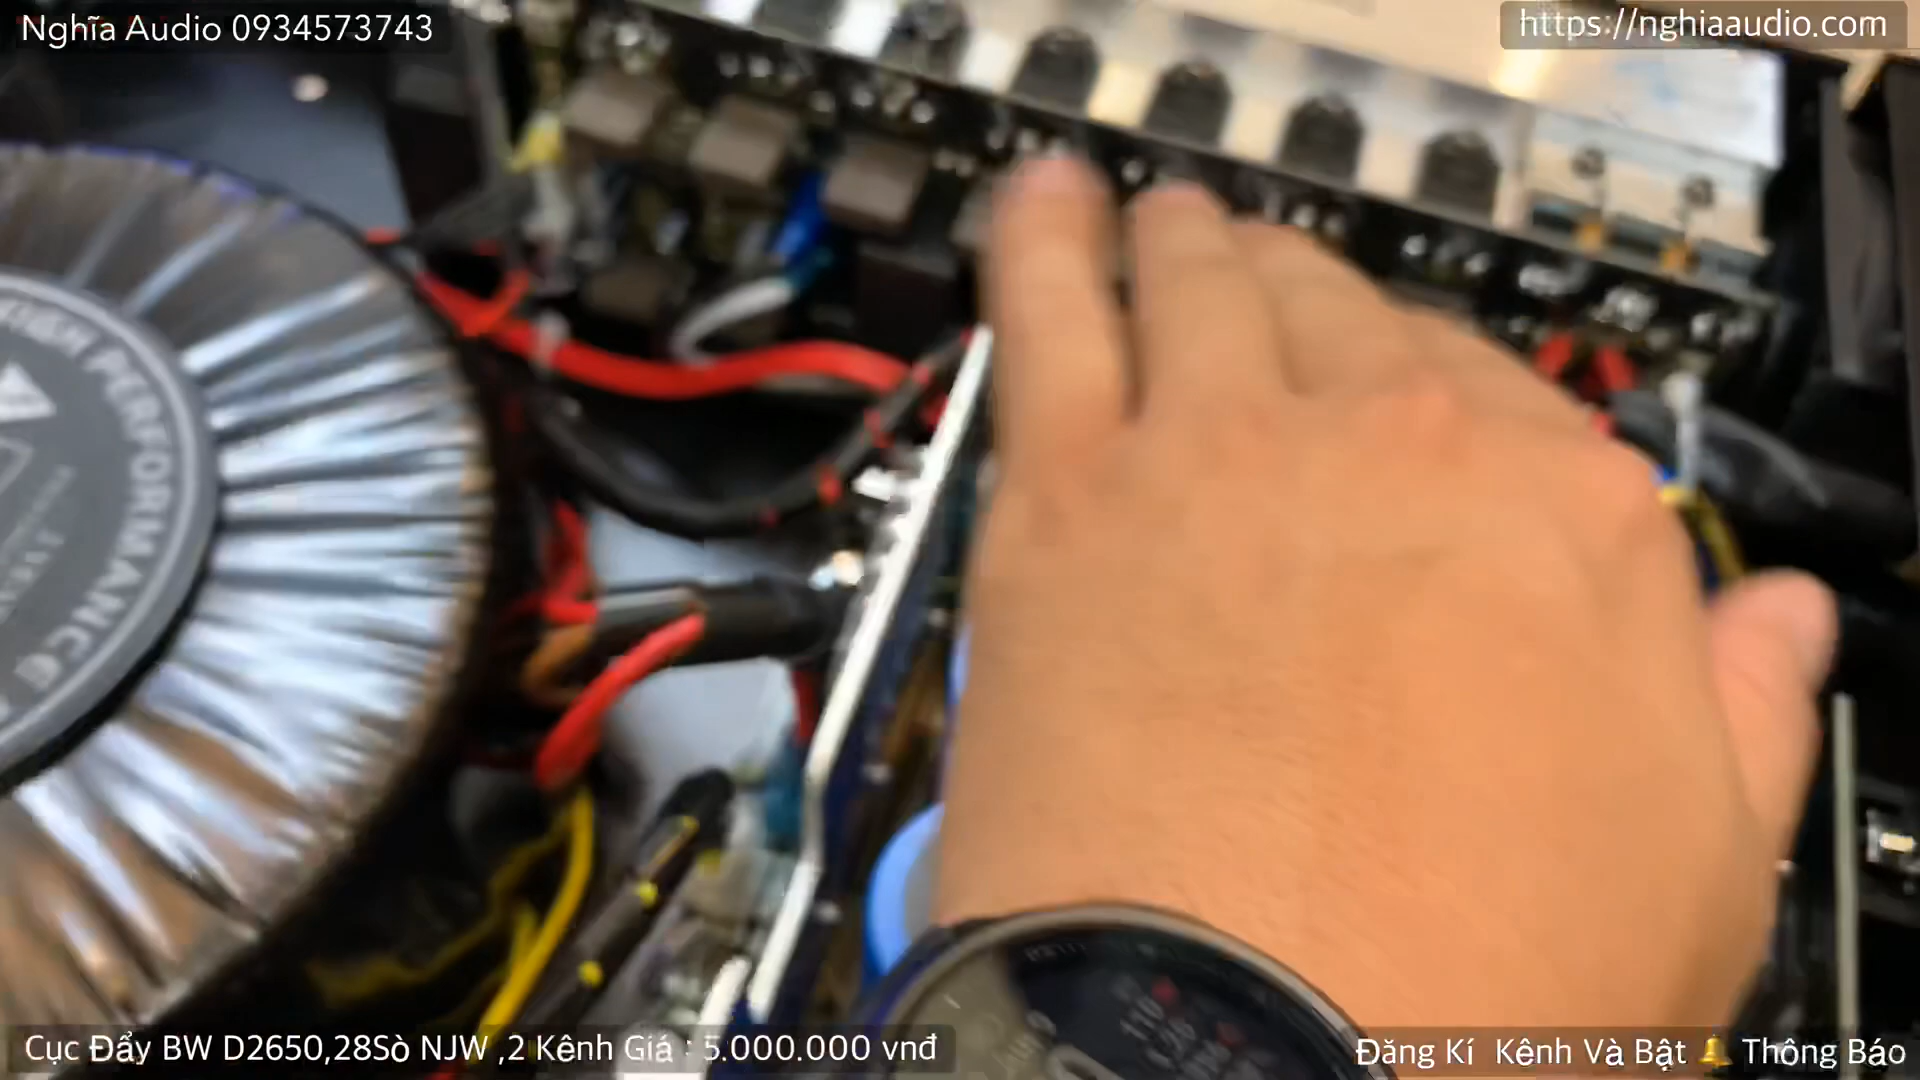 Nghĩa Audio 0934573743
https://nghiaaudio.com
PERFORMANCE
Cục Đẩy BW D2650,28Sò NJW ,2 Kênh Giá : 5.000.000 vnđ
Đăng Kí Kênh Và Bật 🔔 Thông Báo